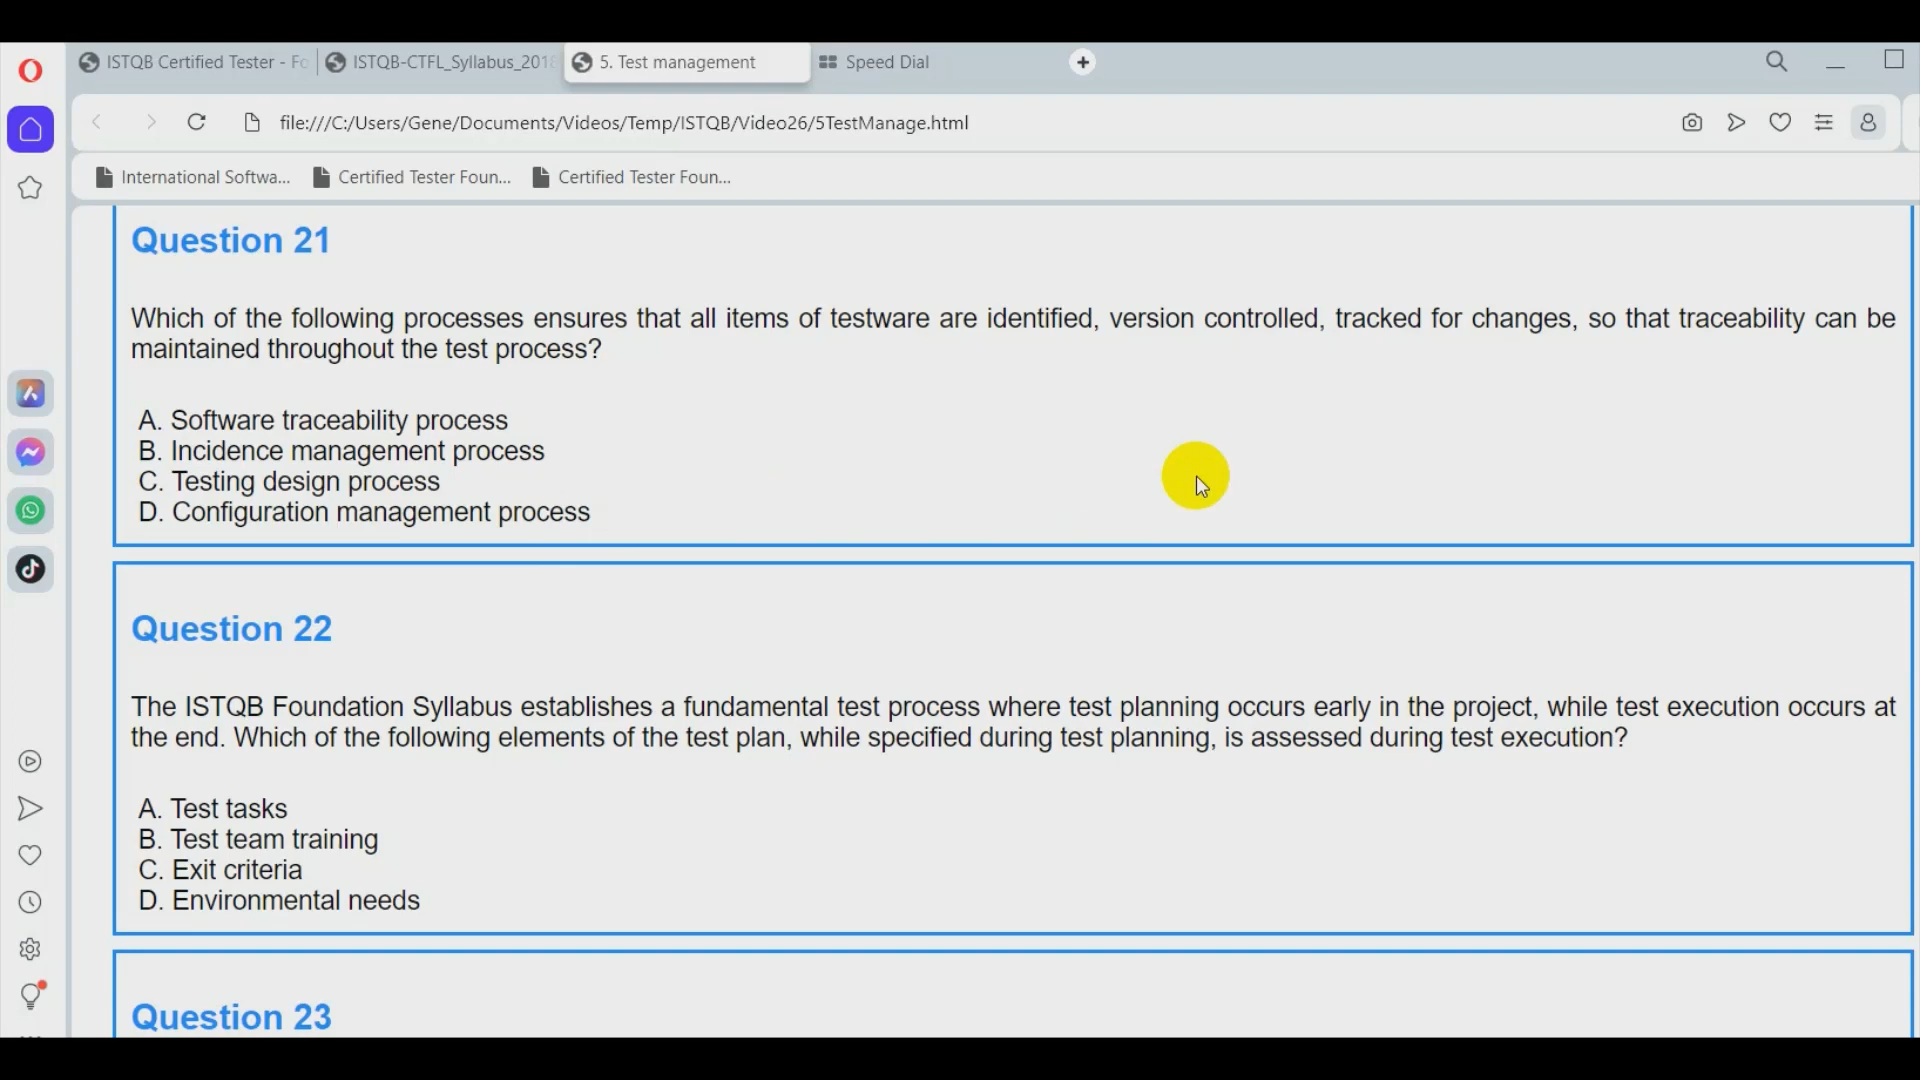 ISTQB Certified Tester - Fo
ISTQB-CTFL_Syllabus_2018
5. Test management
Speed Dial
file:///C:/Users/Gene/Documents/Videos/Temp/ISTQB/Video26/5TestManage.html
International Softwa...
Certified Tester Foun...
Certified Tester Foun...
Question 21
Which of the following processes ensures that all items of testware are identified, version controlled, tracked for changes, so that traceability can be
maintained throughout the test process?
A. Software traceability process
B. Incidence management process
C. Testing design process
D. Configuration management process
Question 22
The ISTQB Foundation Syllabus establishes a fundamental test process where test planning occurs early in the project, while test execution occurs at
the end. Which of the following elements of the test plan, while specified during test planning, is assessed during test execution?
A. Test tasks
B. Test team training
C. Exit criteria
D. Environmental needs
Question 23